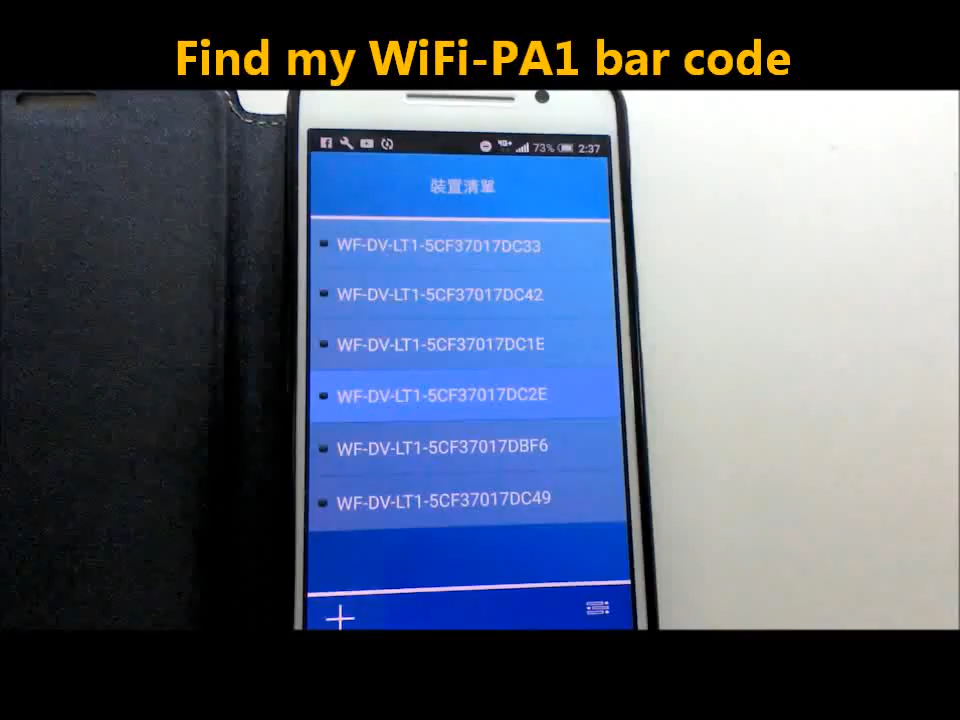 Find my WiFi-PA1 bar code
73% 2:37
裝置清單
WF-DV-LT1-5CF37017DC33
WF-DV-LT1-5CF37017DC42
WF-DV-LT1-5CF37017DC1E
WF-DV-LT1-5CF37017DC2E
WF-DV-LT1-5CF37017DBF6
WF-DV-LT1-5CF37017DC49